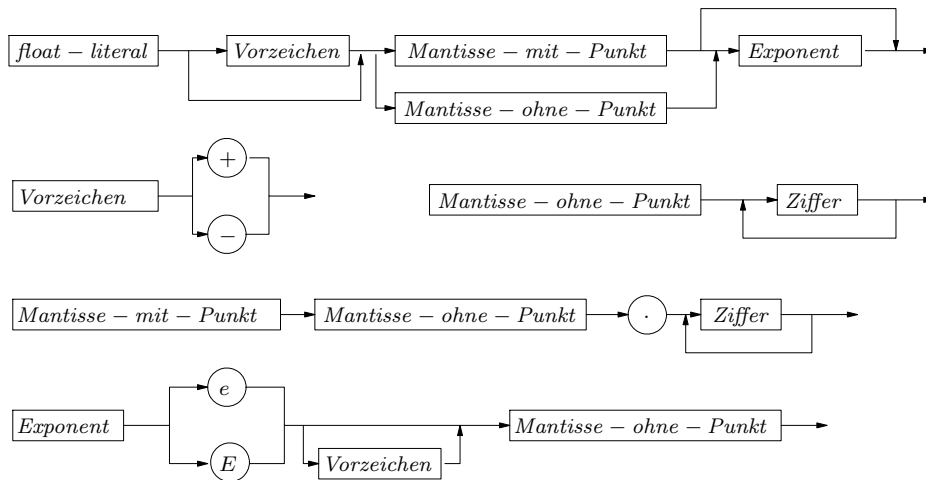 float – literal Vorzeichen Mantisse – mit – Punkt Exponent
Mantisse – ohne – Punkt
+
Vorzeichen Mantisse – ohne – Punkt Ziffer
−
Mantisse – mit – Punkt Mantisse – ohne – Punkt . Ziffer
e
Exponent Mantisse – ohne – Punkt
E Vorzeichen